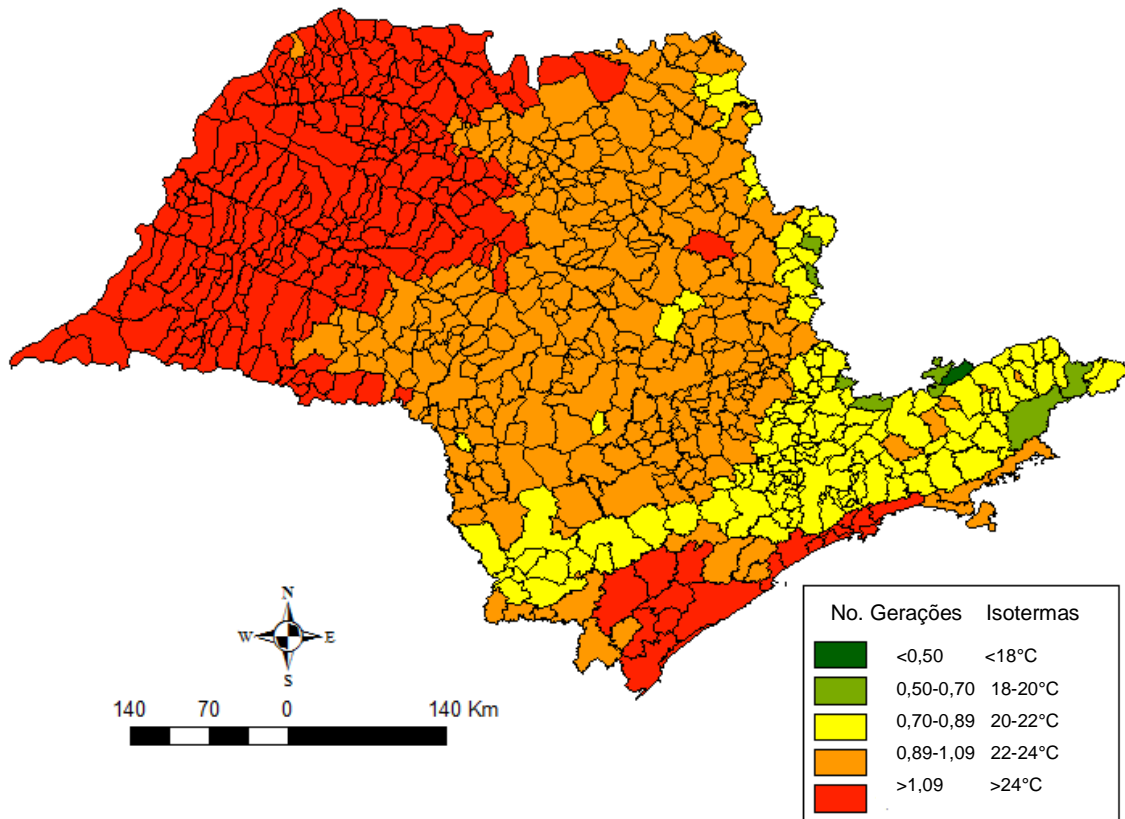 N
W E
S
140 70 0 140 Km
No. Gerações Isotermas
<0,50 <18°C
0,50-0,70 18-20°C
0,70-0,89 20-22°C
0,89-1,09 22-24°C
>1,09 >24°C